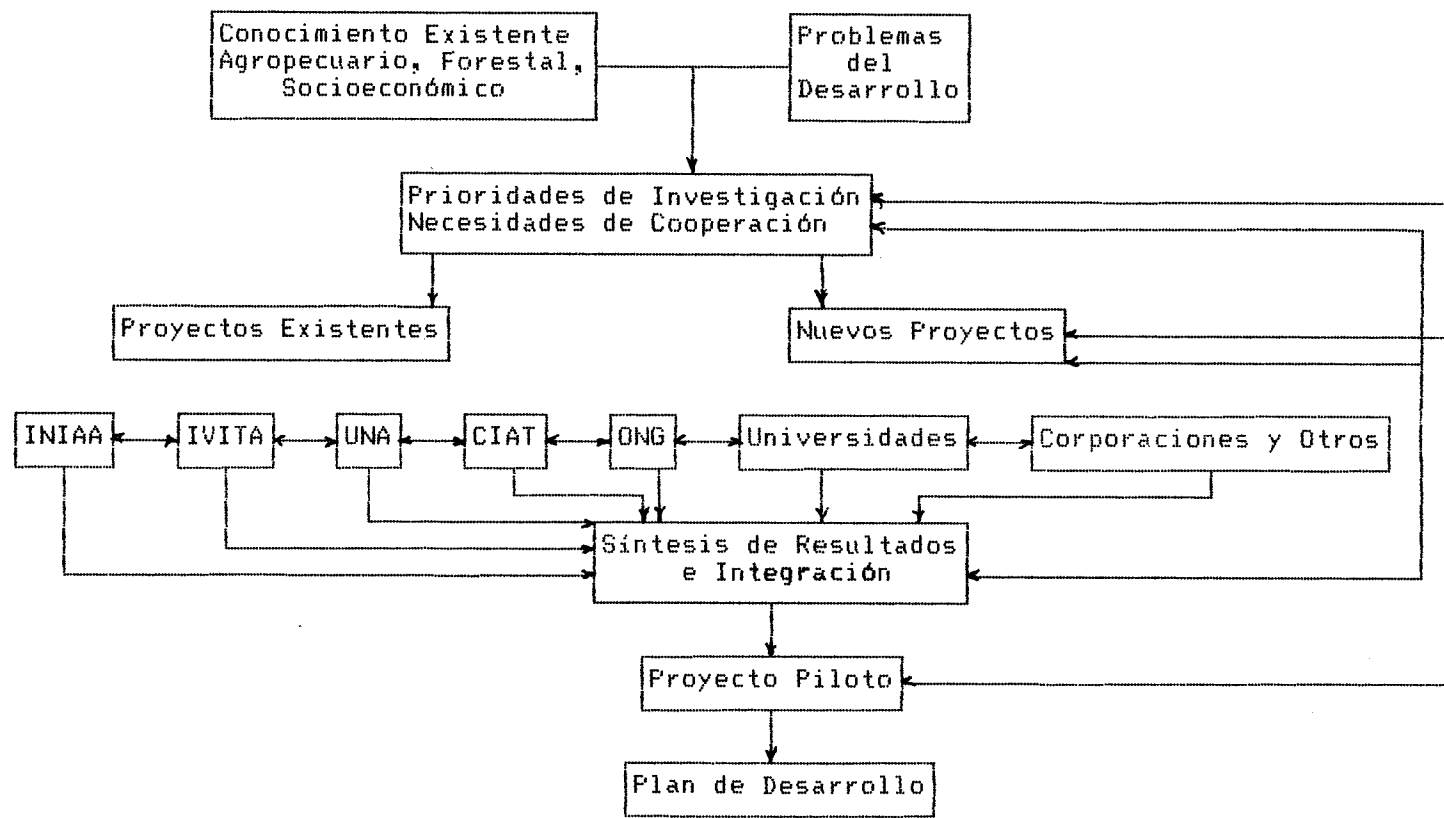 Conocimiento Existente
Agropecuario, Forestal,
Socioeconómico
Problemas
del
Desarrollo
Prioridades de Investigación
Necesidades de Cooperación
Proyectos Existentes
Nuevos Proyectos
INIAA
IVITA
UNA
CIAT
ONG
Universidades
Corporaciones y Otros
Síntesis de Resultados
e Integración
Proyecto Piloto
Plan de Desarrollo